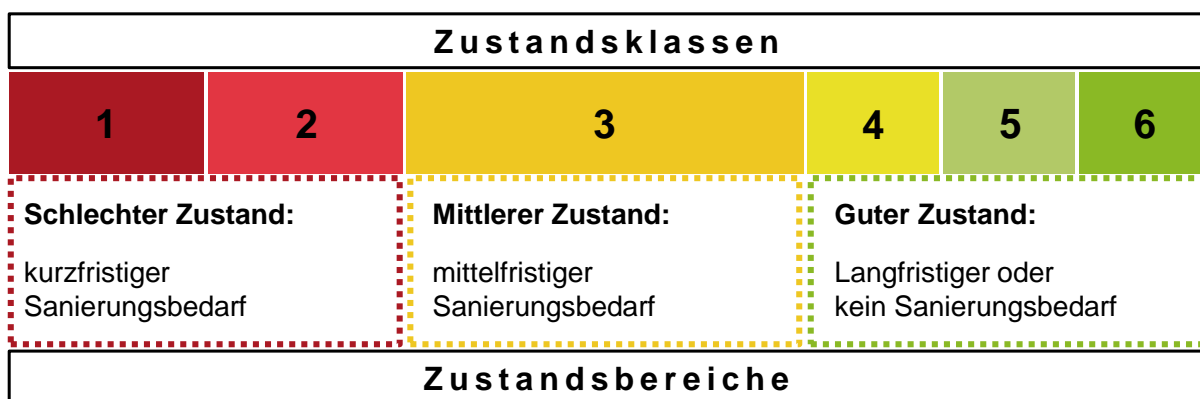 Zustandsklassen
1 2 3 4 5 6
Schlechter Zustand:
kurzfristiger
Sanierungsbedarf
Mittlerer Zustand:
mittelfristiger
Sanierungsbedarf
Guter Zustand:
Langfristiger oder
kein Sanierungsbedarf
Zustandsbereiche